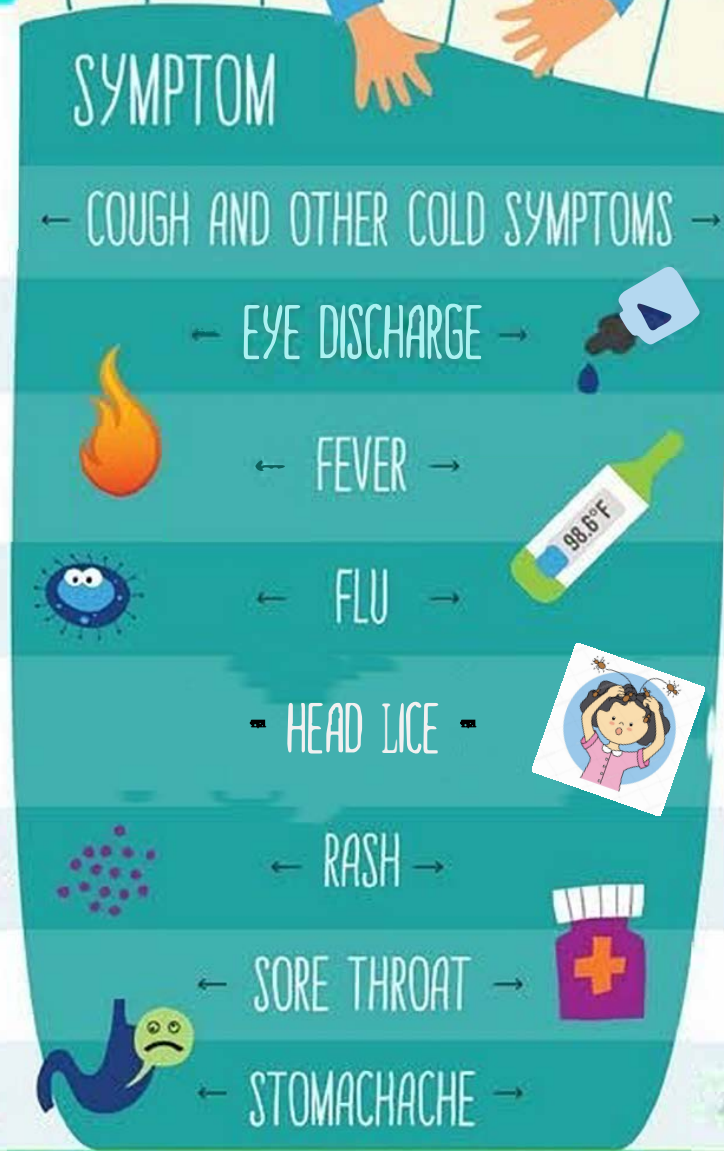 SYMPTOM
COUGH AND OTHER COLD SYMPTOMS
EYE DISCHARGE
FEVER
98.6°F
FLU
HEAD LICE
RASH
SORE THROAT
STOMACHACHE